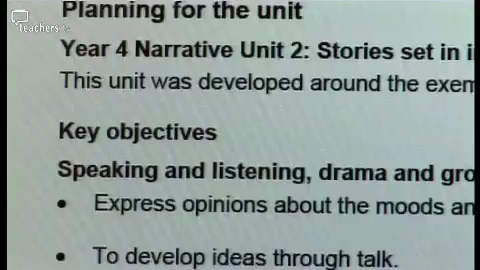 teachers tv
Planning for the unit
Year 4 Narrative Unit 2: Stories set in
This unit was developed around the
Key objectives
Speaking and listening, drama and
• Express opinions about the moods
• To develop ideas through talk.